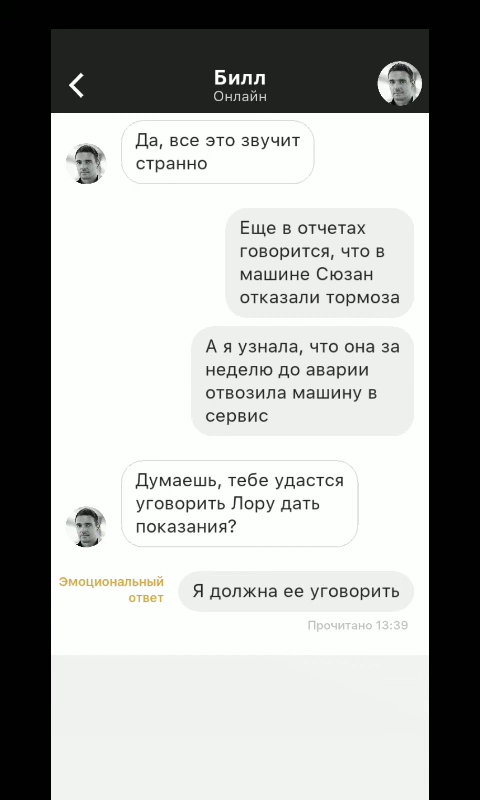 Билл
Онлайн
Да, все это звучит
странно
Еще в отчетах
говорится, что в
машине Сюзан
отказали тормоза
А я узнала, что она за
неделю до аварии
отвозила машину в
сервис
Думаешь, тебе удастся
уговорить Лору дать
показания?
Эмоциональный
ответ
Я должна ее уговорить
Прочитано 13:39